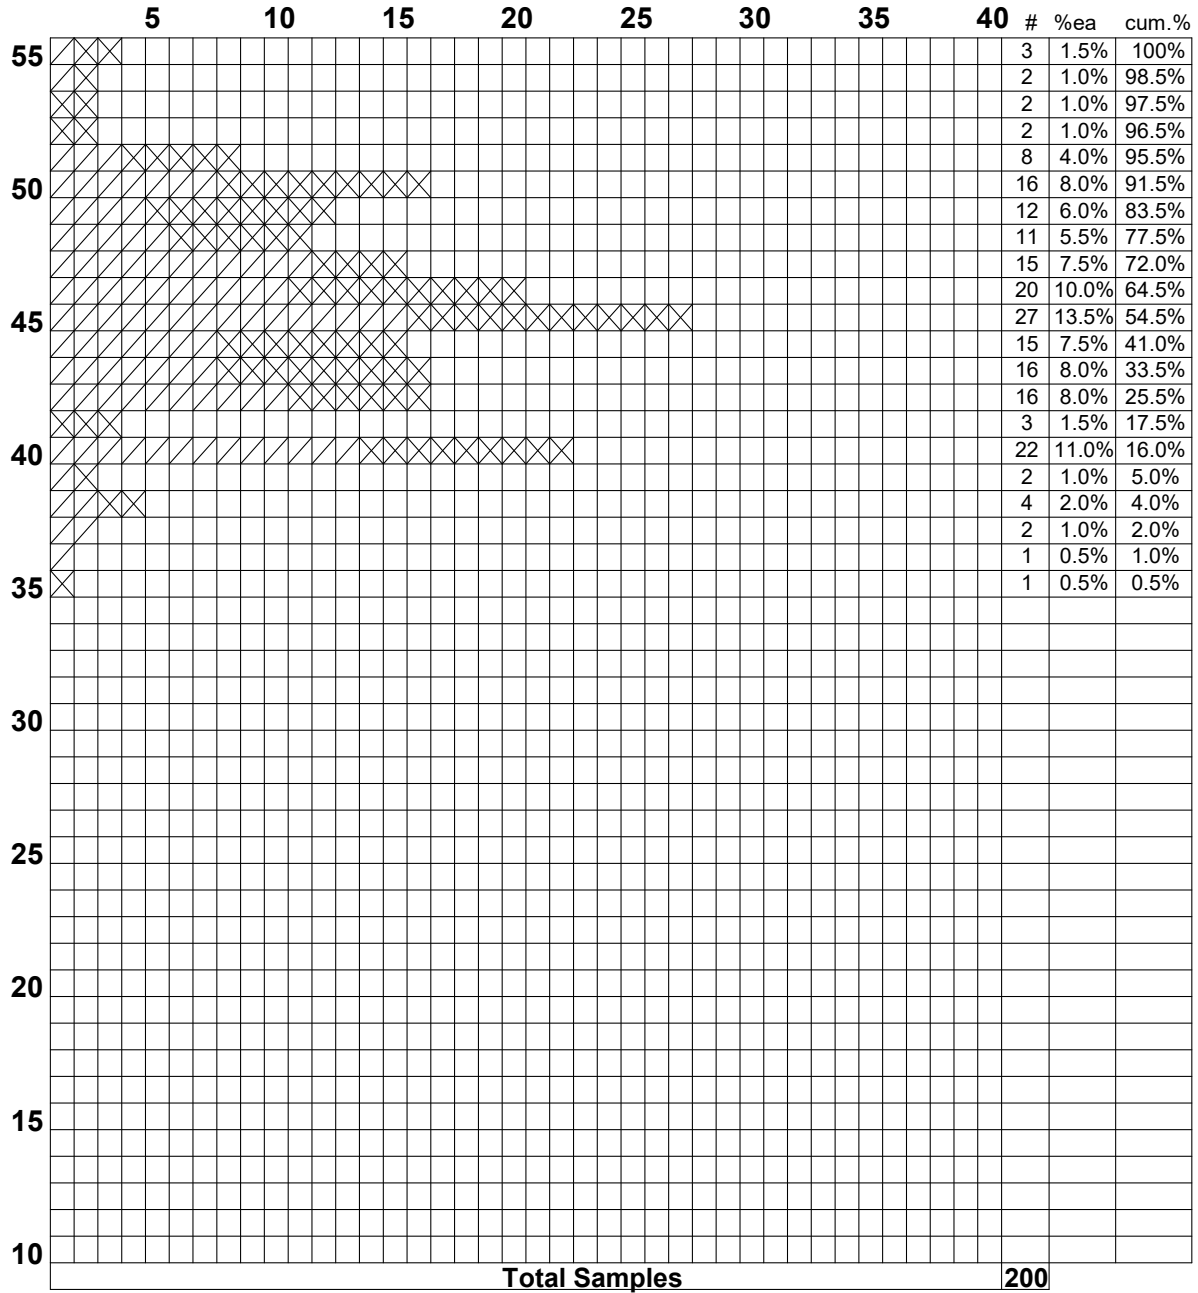 5 10 15 20 25 30 35 40 # %ea cum.%
55 3 1.5% 100%
2 1.0% 98.5%
2 1.0% 97.5%
2 1.0% 96.5%
8 4.0% 95.5%
50 16 8.0% 91.5%
12 6.0% 83.5%
11 5.5% 77.5%
15 7.5% 72.0%
20 10.0% 64.5%
45 27 13.5% 54.5%
15 7.5% 41.0%
16 8.0% 33.5%
16 8.0% 25.5%
3 1.5% 17.5%
40 22 11.0% 16.0%
2 1.0% 5.0%
4 2.0% 4.0%
2 1.0% 2.0%
1 0.5% 1.0%
35 1 0.5% 0.5%
30
25
20
15
10
Total Samples 200